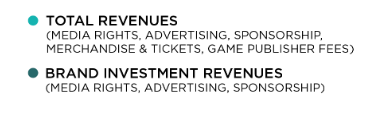 TOTAL REVENUES
(MEDIA RIGHTS, ADVERTISING, SPONSORSHIP,
MERCHANDISE & TICKETS, GAME PUBLISHER FEES)
BRAND INVESTMENT REVENUES
(MEDIA RIGHTS, ADVERTISING, SPONSORSHIP)